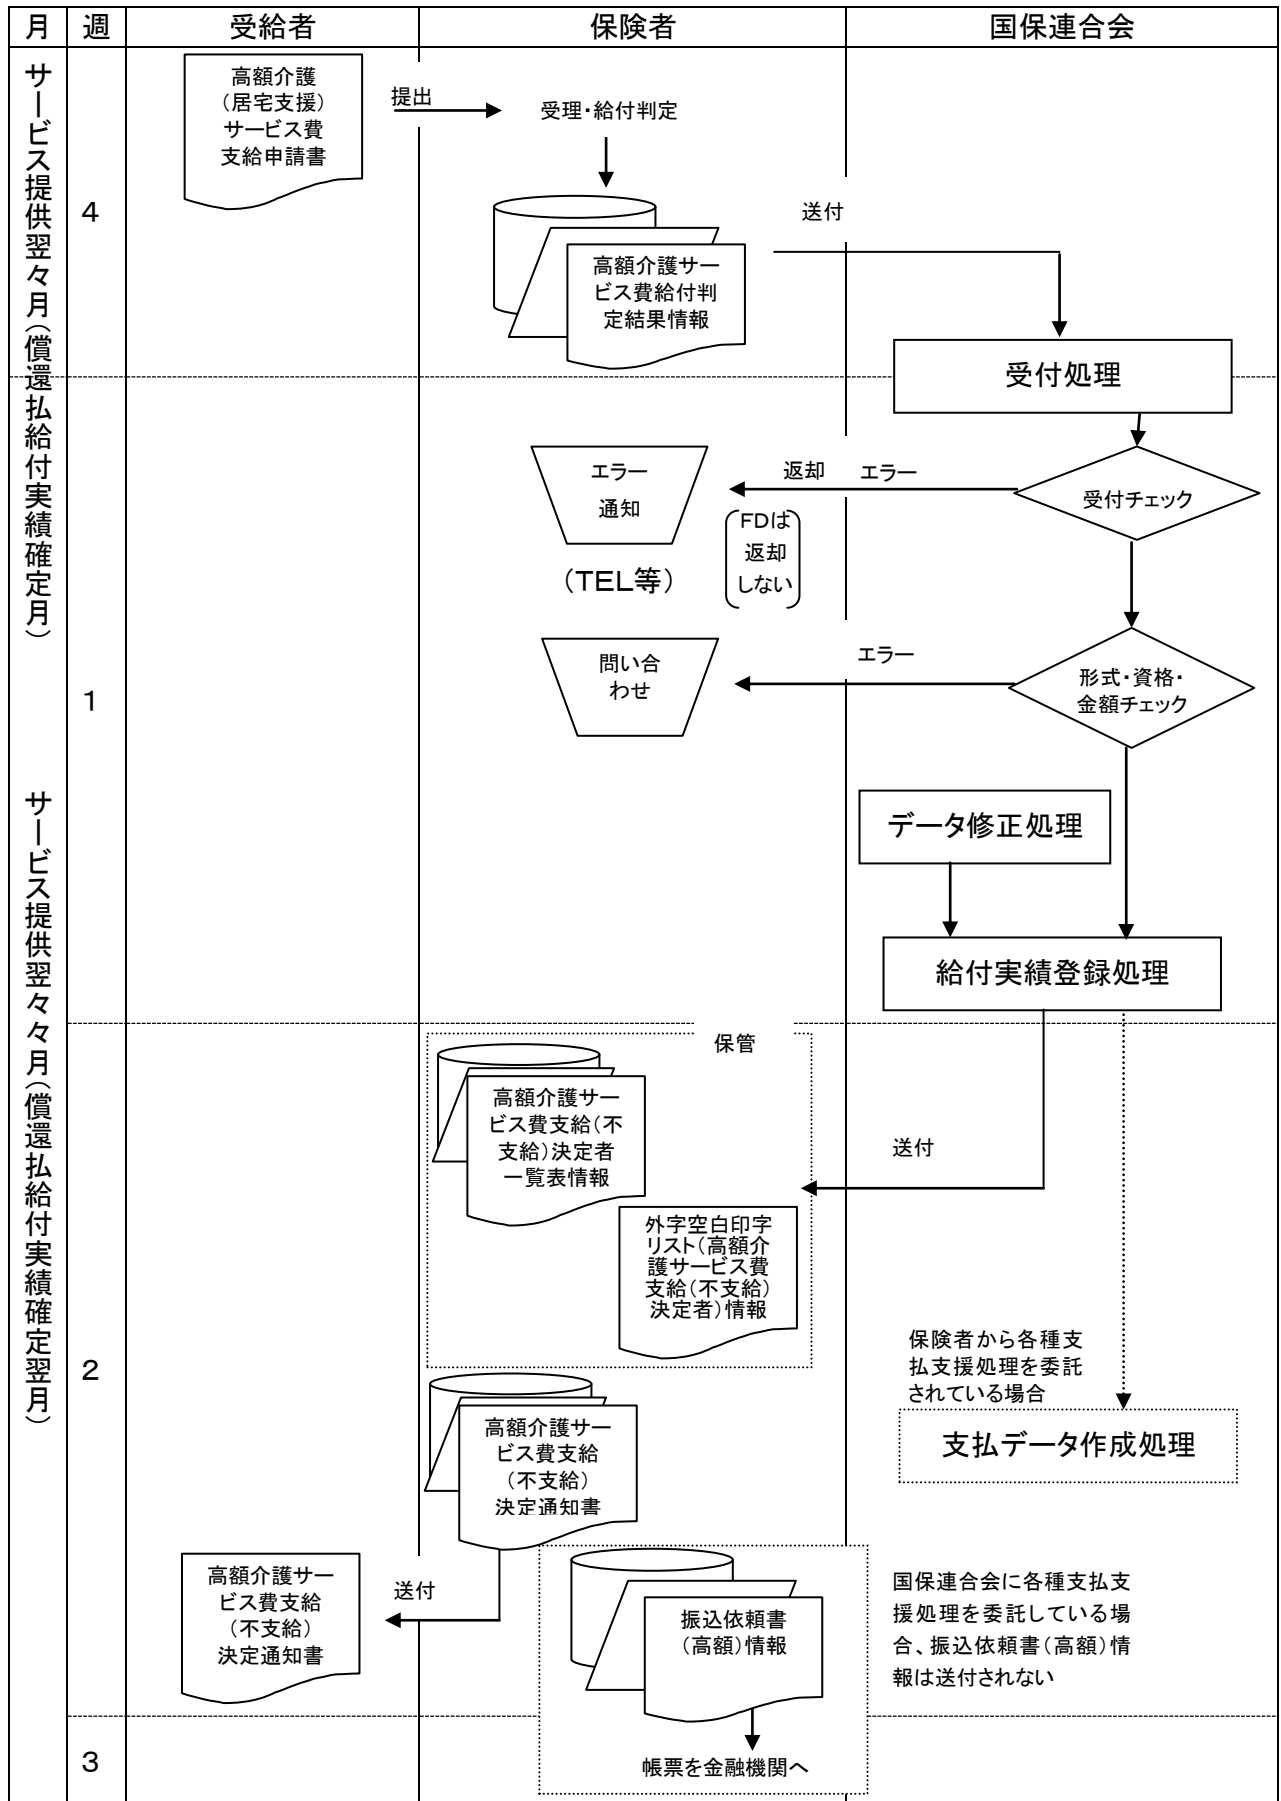 月
週
受給者
保険者
国保連合会
サービス提供翌々月（償還払給付実績確定月）
4
高額介護
（居宅支援）
サービス費
支給申請書
提出
受理・給付判定
高額介護サー
ビス費給付判
定結果情報
送付
受付処理
1
受付チェック
エラー
返却
エラー
通知
（TEL等）
FDは
返却
しない
形式・資格・
金額チェック
エラー
問い合
わせ
データ修正処理
給付実績登録処理
サービス提供翌々々月（償還払給付実績確定翌月）
2
保管
高額介護サー
ビス費支給（不
支給）決定者
一覧表情報
送付
外字空白印字
リスト（高額介
護サービス費
支給（不支給）
決定者）情報
保険者から各種支
払支援処理を委託
されている場合
支払データ作成処理
高額介護サー
ビス費支給
（不支給）
決定通知書
送付
高額介護サー
ビス費支給
（不支給）
決定通知書
振込依頼書
（高額）情報
国保連合会に各種支払支
援処理を委託している場
合、振込依頼書（高額）情
報は送付されない
3
帳票を金融機関へ